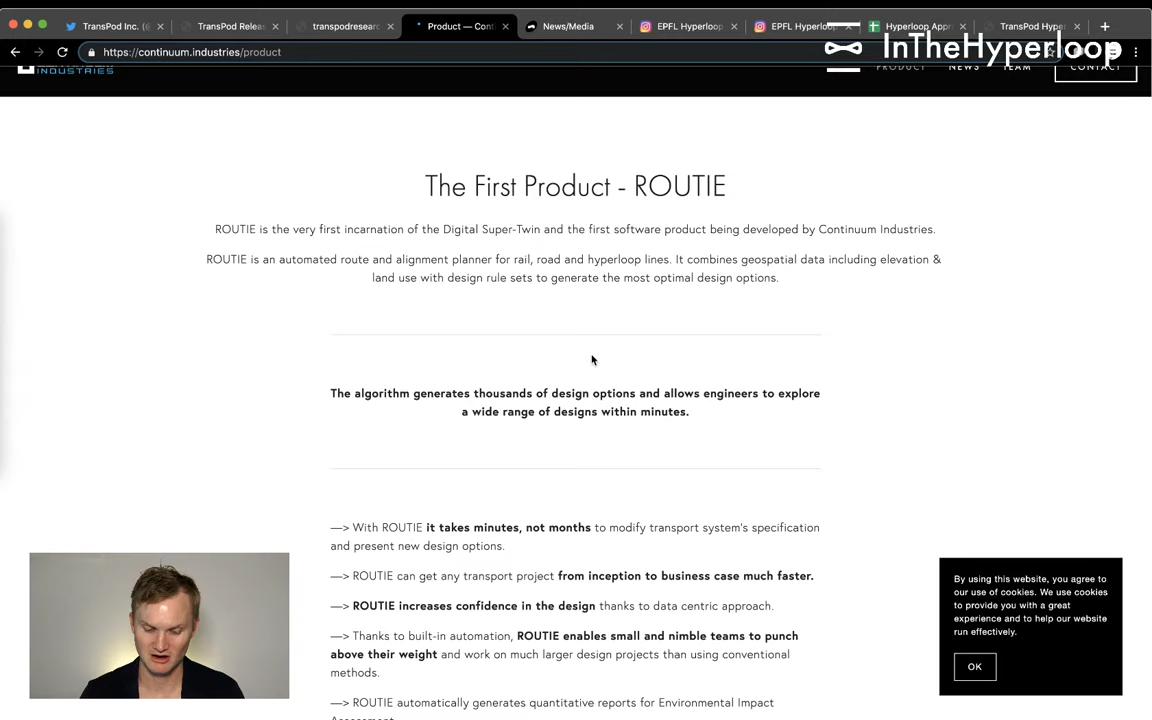 TransPod Inc. (@
TransPod Relea
transpodresearc
Product — Conti
News/Media
EPFL Hyperloop
EPFL Hyperloop
Hyperloop Appr
TransPod Hyper
https://continuum.industries/product
InTheHyperloop
INDUSTRIES
PRODUCT
NEWS
TEAM
CONTACT
The First Product - ROUTIE
ROUTIE is the very first incarnation of the Digital Super-Twin and the first software product being developed by Continuum Industries.
ROUTIE is an automated route and alignment planner for rail, road and hyperloop lines. It combines geospatial data including elevation &
land use with design rule sets to generate the most optimal design options.
The algorithm generates thousands of design options and allows engineers to explore
a wide range of designs within minutes.
—> With ROUTIE it takes minutes, not months to modify transport system's specification
and present new design options.
—> ROUTIE can get any transport project from inception to business case much faster.
—> ROUTIE increases confidence in the design thanks to data centric approach.
—> Thanks to built-in automation, ROUTIE enables small and nimble teams to punch
above their weight and work on much larger design projects than using conventional
methods.
—> ROUTIE automatically generates quantitative reports for Environmental Impact
Assessment
By using this website, you agree to
our use of cookies. We use cookies
to provide you with a great
experience and to help our website
run effectively.
OK